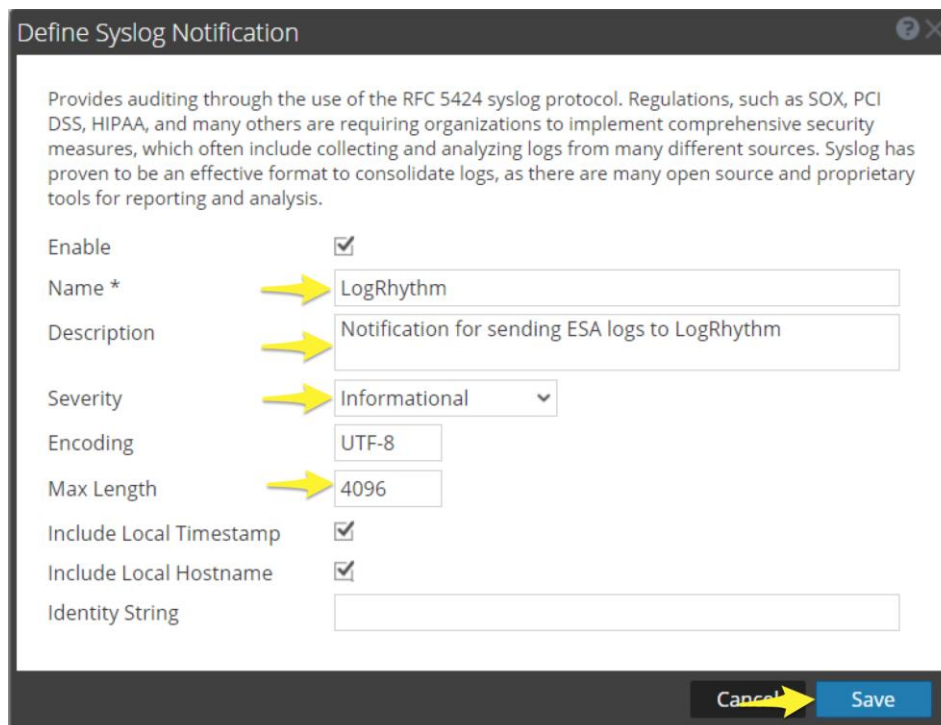 Define Syslog Notification
Provides auditing through the use of the RFC 5424 syslog protocol. Regulations, such as SOX, PCI
DSS, HIPAA, and many others are requiring organizations to implement comprehensive security
measures, which often include collecting and analyzing logs from many different sources. Syslog has
proven to be an effective format to consolidate logs, as there are many open source and proprietary
tools for reporting and analysis.
Enable
Name * LogRhythm
Description Notification for sending ESA logs to LogRhythm
Severity Informational
Encoding UTF-8
Max Length 4096
Include Local Timestamp
Include Local Hostname
Identity String
Cancel Save